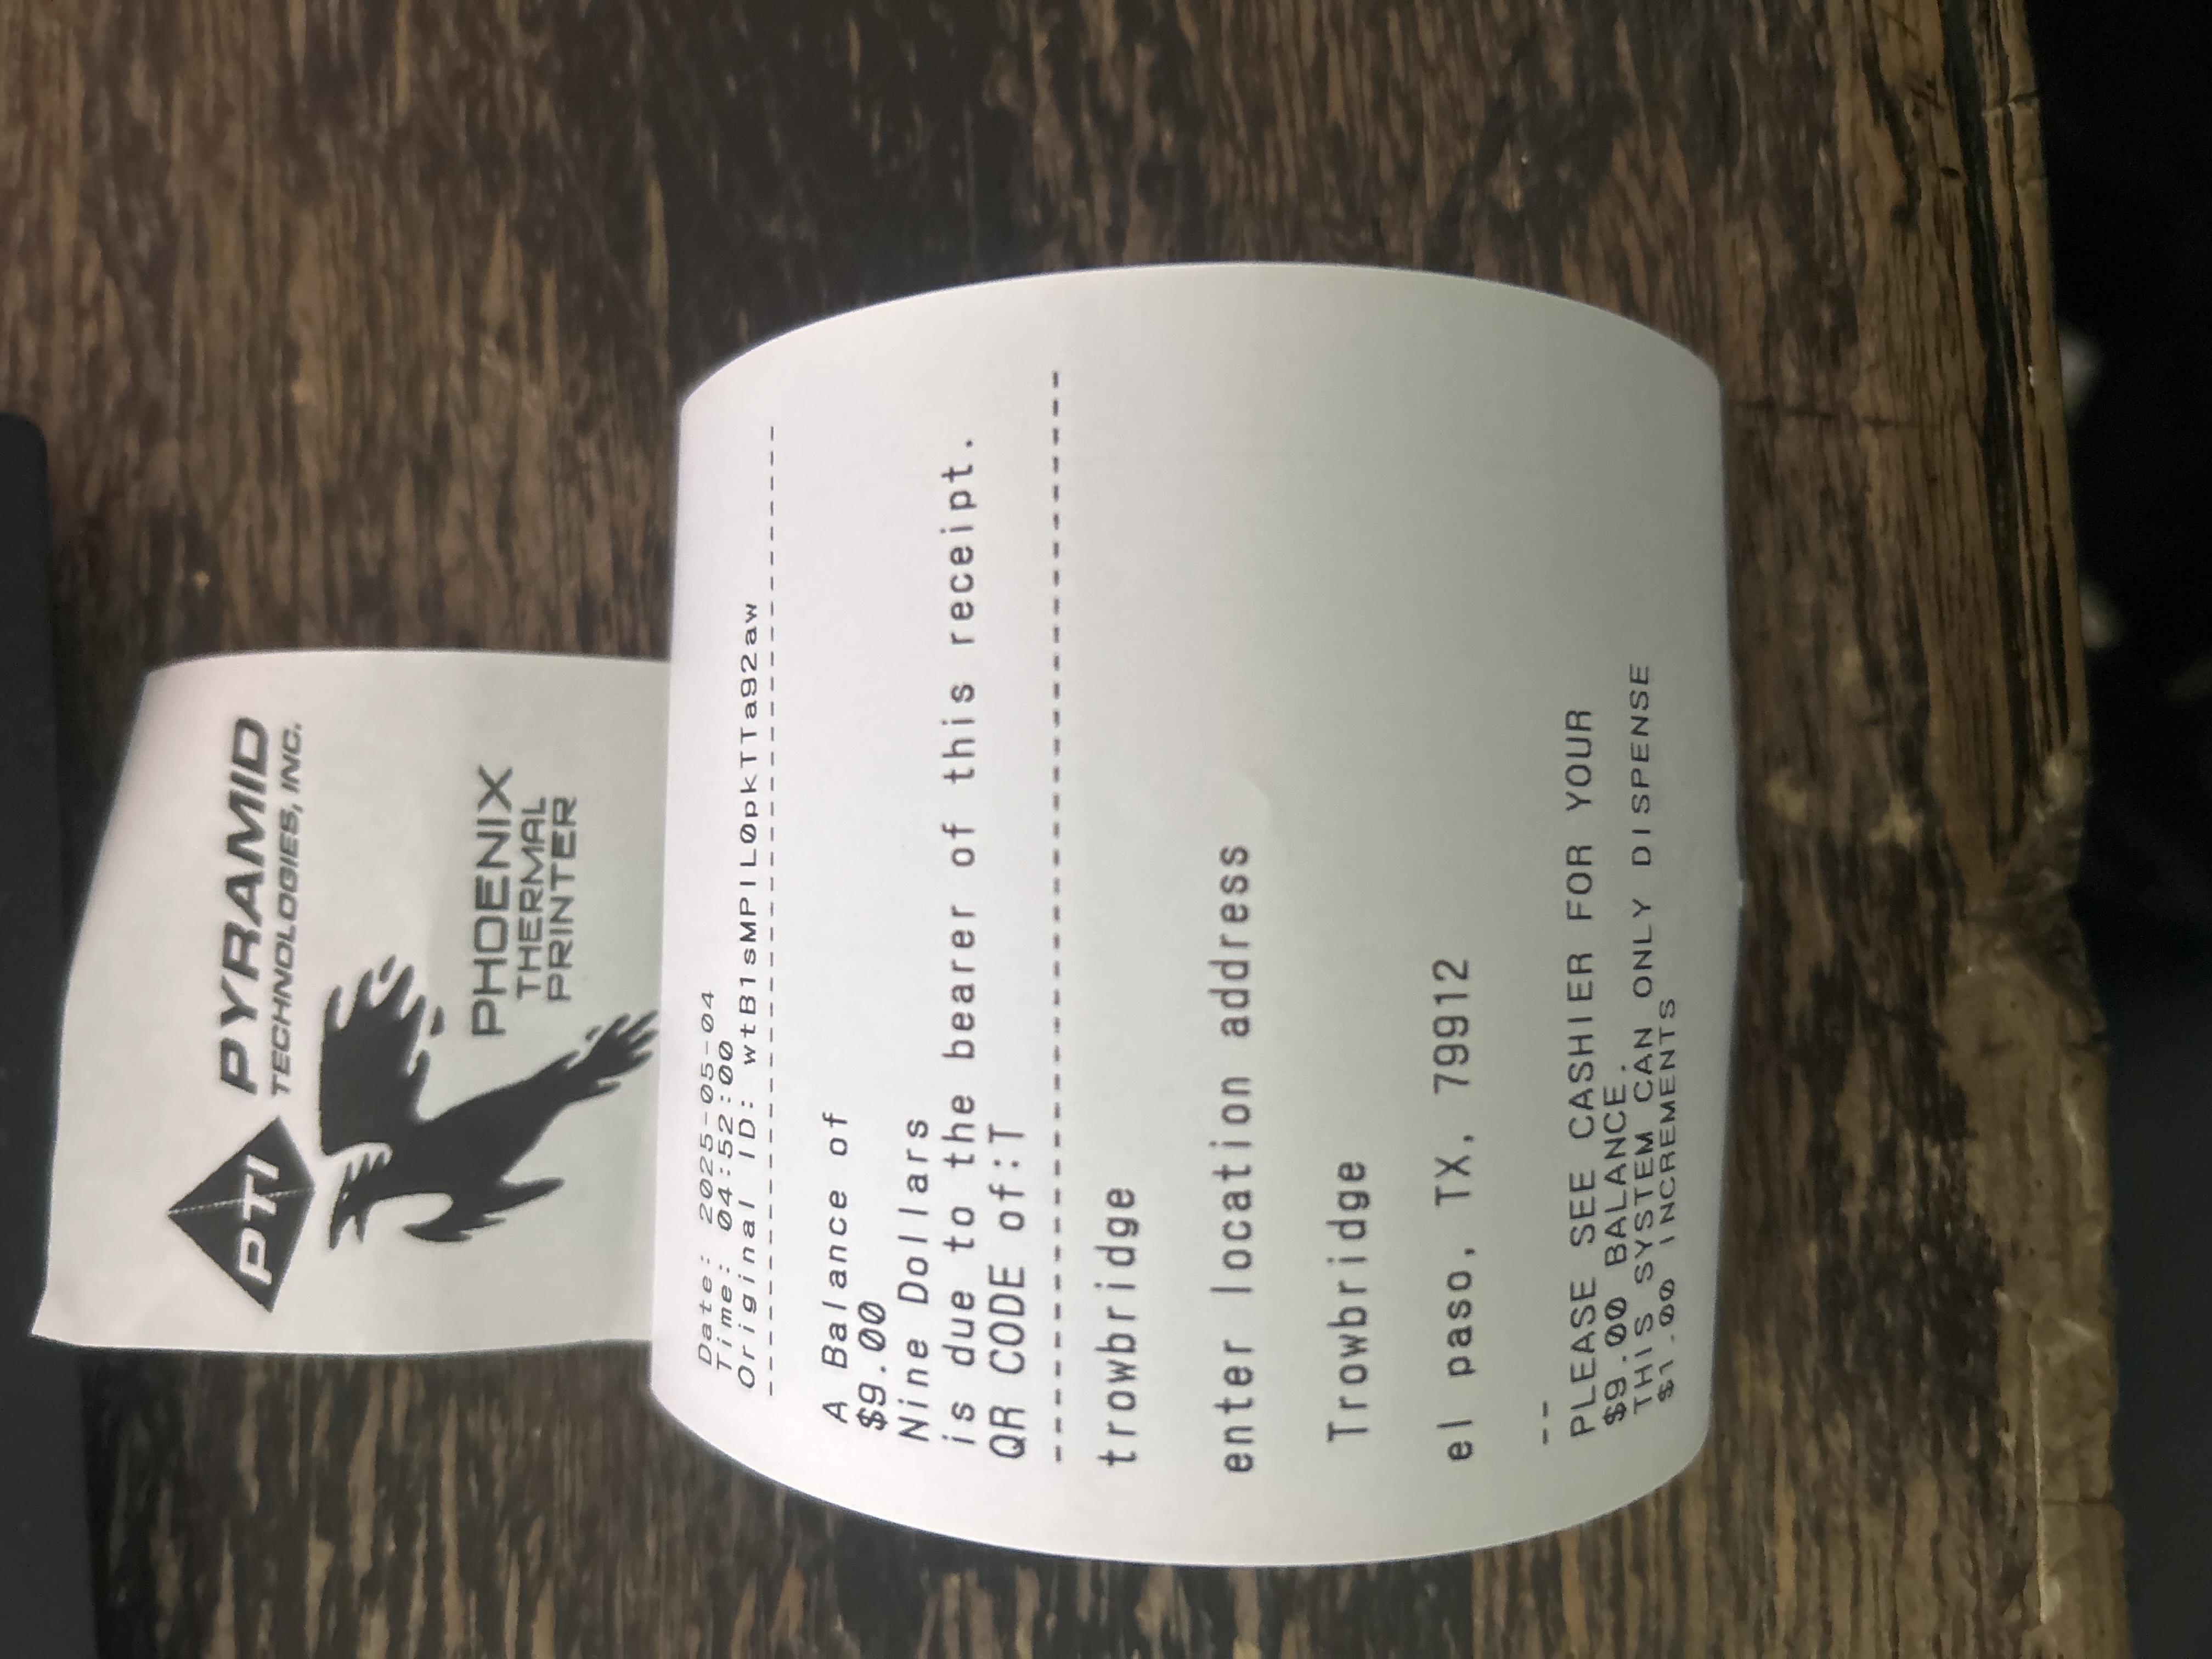 PTI
PYRAMID
TECHNOLOGIES, INC.
PHOENIX
THERMAL
PRINTER
Date: 2025-05-04
Time: 04:52:00
Original ID: wtB1sMPIL0pkTTa92aw
A Balance of
$9.00
Nine Dollars
is due to the bearer of this receipt.
QR CODE of:T
trowbridge
enter location address
Trowbridge
el paso, TX, 79912
--
PLEASE SEE CASHIER FOR YOUR
$9.00 BALANCE.
THIS SYSTEM CAN ONLY DISPENSE
$1.00 INCREMENTS